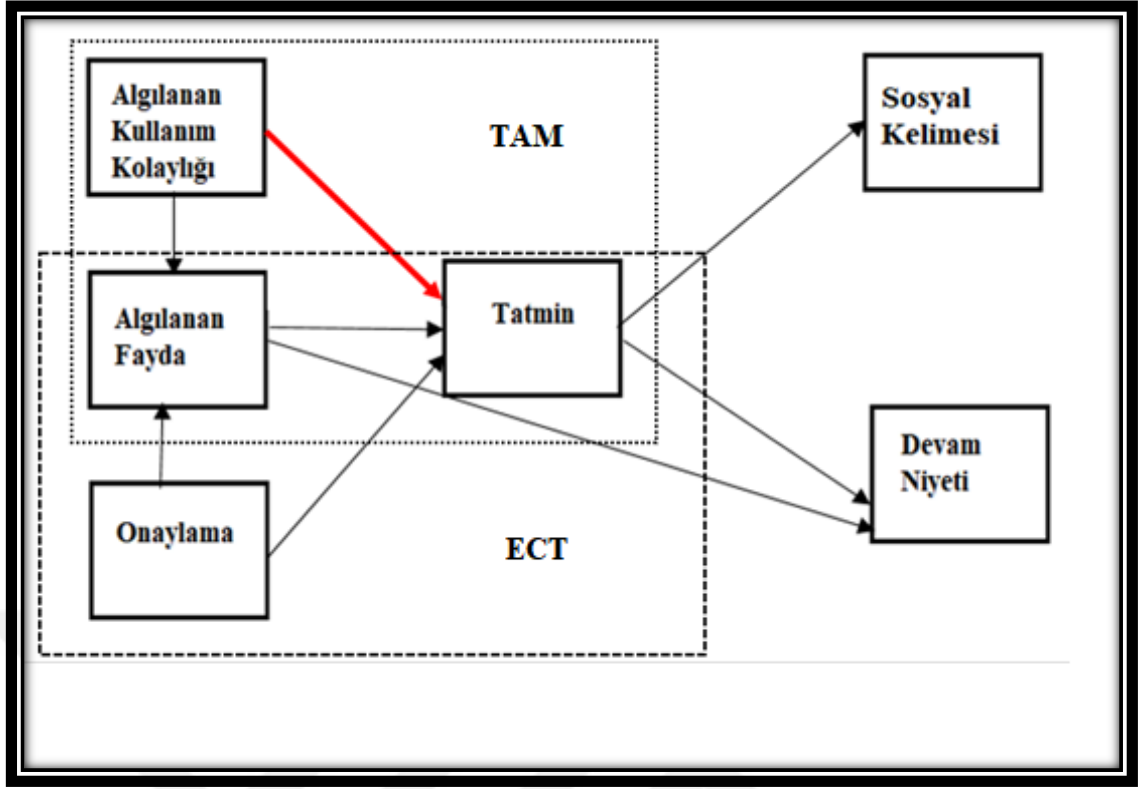 Algılanan
Kullanım
Kolaylığı
TAM
Sosyal
Kelimesi
Algılanan
Fayda
Tatmin
Devam
Niyeti
Onaylama
ECT